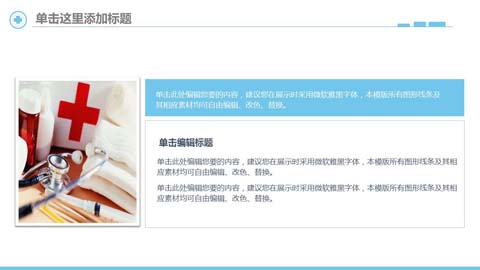 单击这里添加标题
单击此处编辑您要的内容，建议您在展示时采用微软雅黑字体，本模版所有图形线条及
其相应素材均可自由编辑、改色、替换。
单击编辑标题
单击此处编辑您要的内容，建议您在展示时采用微软雅黑字体，本模版所有图形线条及其相
应素材均可自由编辑、改色、替换。
单击此处编辑您要的内容，建议您在展示时采用微软雅黑字体，本模版所有图形线条及其相
应素材均可自由编辑、改色、替换。